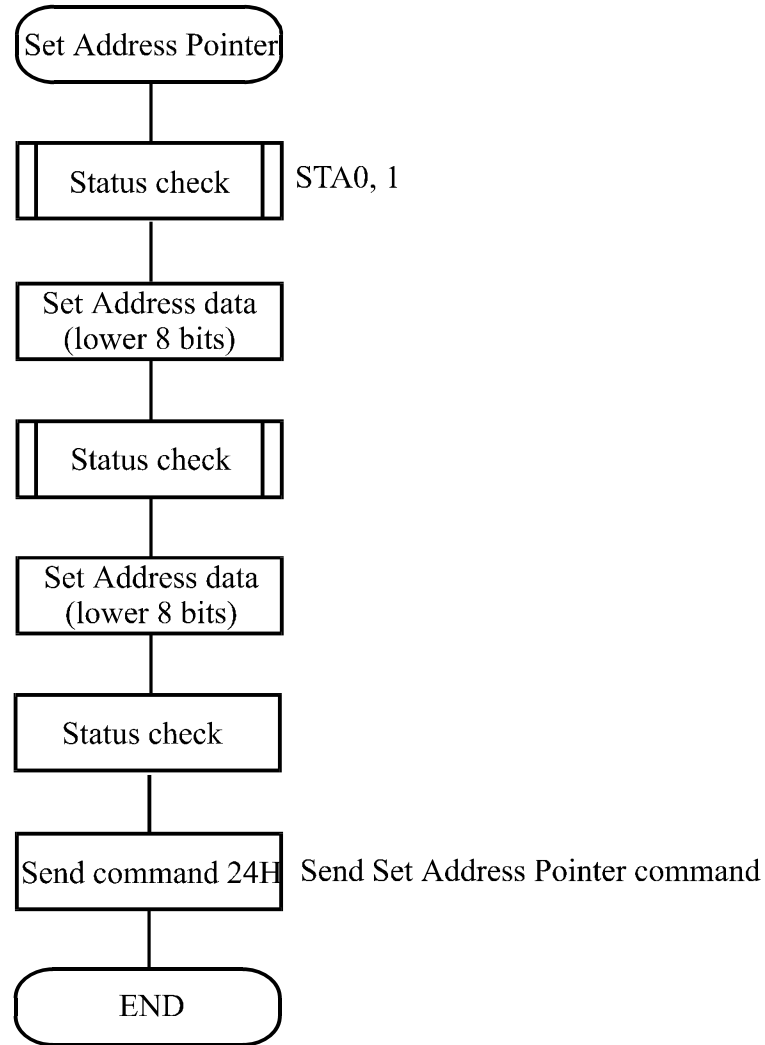 Set Address Pointer
Status check
STA0, 1
Set Address data
(lower 8 bits)
Status check
Set Address data
(lower 8 bits)
Status check
Send command 24H
Send Set Address Pointer command
END